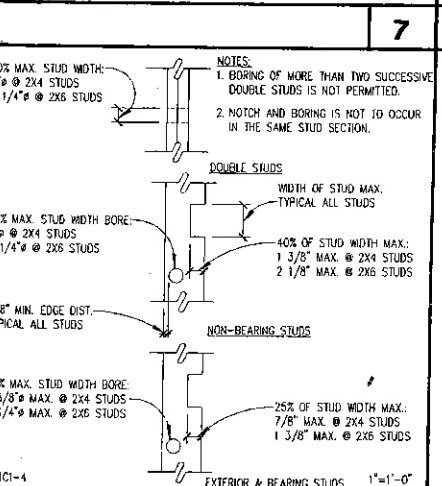 7
NOTES:
1. BORING OF MORE THAN TWO SUCCESSIVE
DOUBLE STUDS IS NOT PERMITTED.
2. NOTCH AND BORING IS NOT TO OCCUR
IN THE SAME STUD SECTION.
% MAX. STUD WIDTH:
"ø @ 2X4 STUDS
1/4"ø @ 2X6 STUDS
DOUBLE STUDS
WIDTH OF STUD MAX.
TYPICAL ALL STUDS
% MAX. STUD WIDTH BORE:
ø @ 2X4 STUDS
1/4"ø @ 2X6 STUDS
40% OF STUD WIDTH MAX.:
1 3/8" MAX. @ 2X4 STUDS
2 1/8" MAX. @ 2X6 STUDS
8" MIN. EDGE DIST.
PICAL ALL STUDS
NON-BEARING STUDS
% MAX. STUD WIDTH BORE:
/8"ø MAX. @ 2X4 STUDS
/4"ø MAX. @ 2X6 STUDS
25% OF STUD WIDTH MAX.:
7/8" MAX. @ 2X4 STUDS
1 3/8" MAX. @ 2X6 STUDS
IC1-4
EXTERIOR & BEARING STUDS
1"=1'-0"